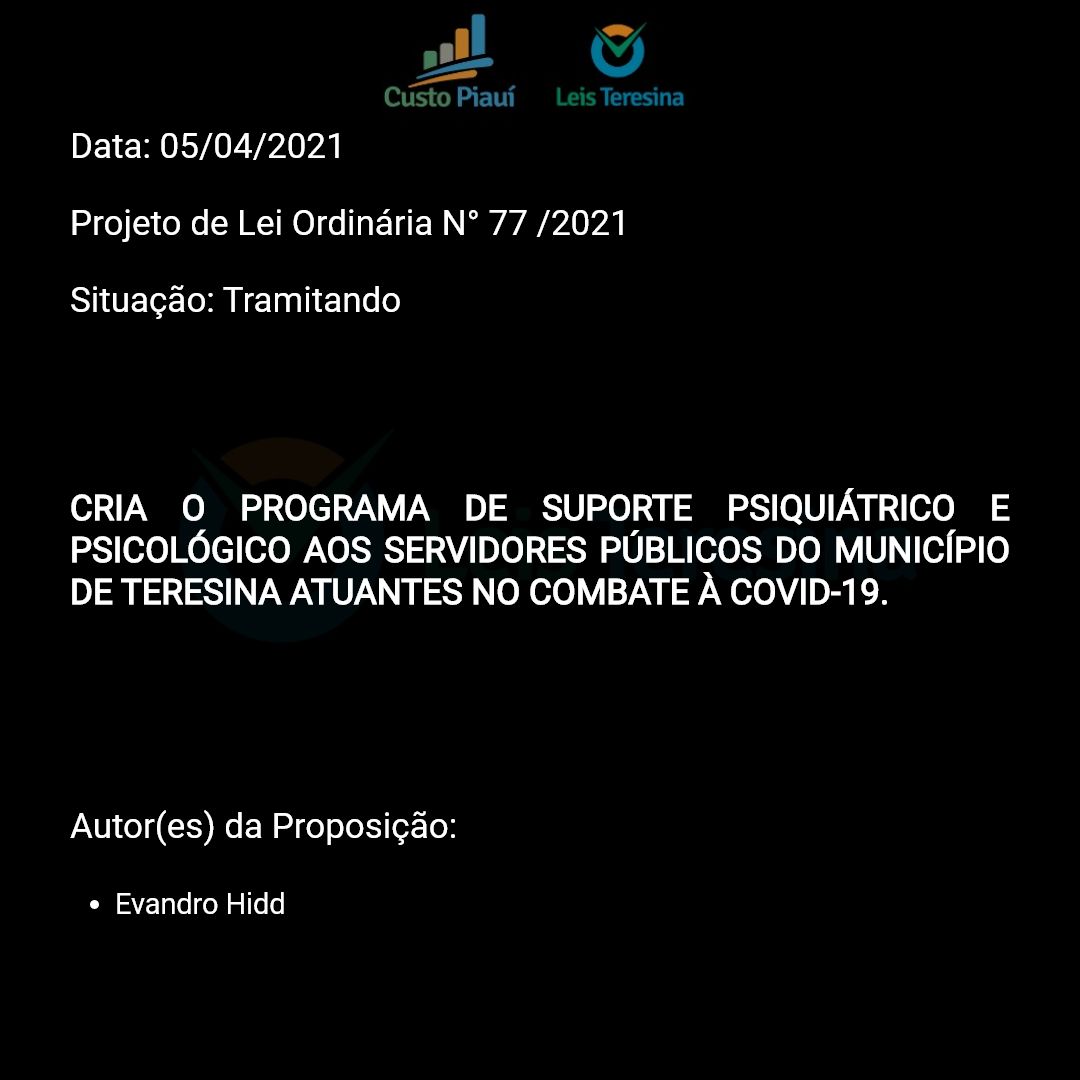 Custo Piauí Leis Teresina
Data: 05/04/2021
Projeto de Lei Ordinária N° 77 /2021
Situação: Tramitando
CRIA O PROGRAMA DE SUPORTE PSIQUIÁTRICO E
PSICOLÓGICO AOS SERVIDORES PÚBLICOS DO MUNICÍPIO
DE TERESINA ATUANTES NO COMBATE À COVID-19.
Leis Teresina
Autor(es) da Proposição:
• Evandro Hidd